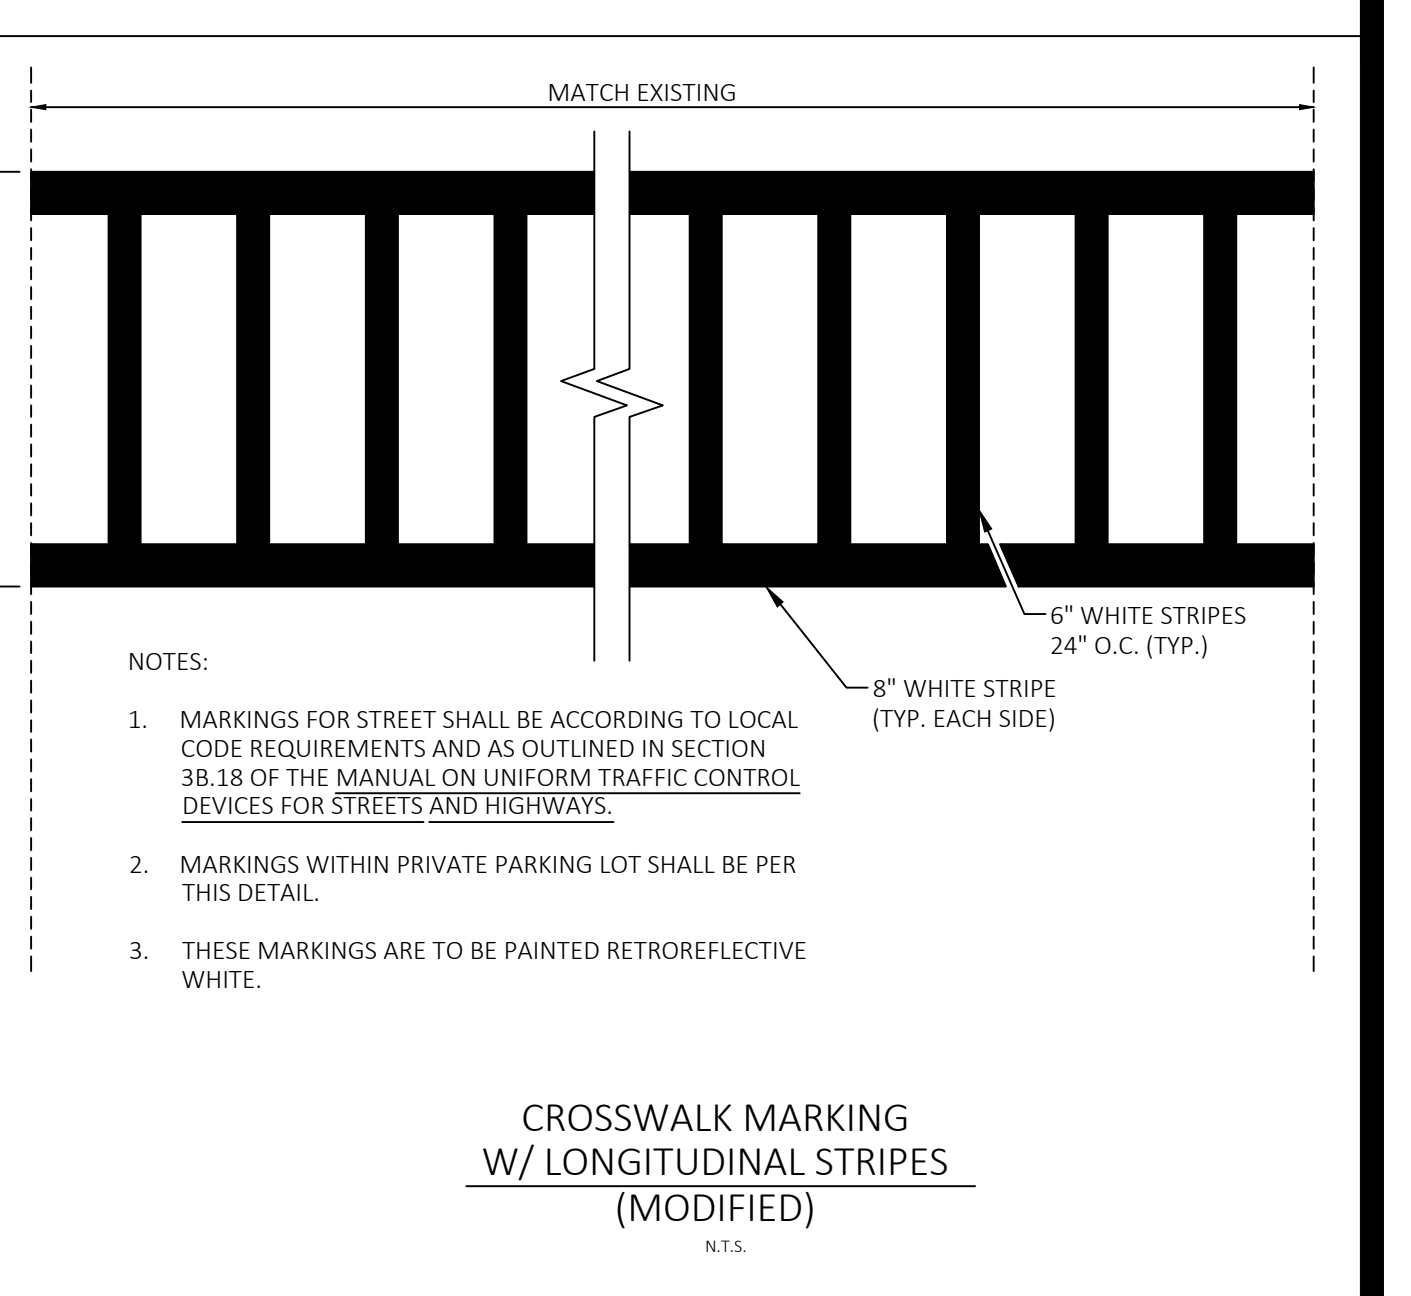 MATCH EXISTING
6" WHITE STRIPES
24" O.C. (TYP.)
8" WHITE STRIPE
(TYP. EACH SIDE)
NOTES:
1. MARKINGS FOR STREET SHALL BE ACCORDING TO LOCAL
CODE REQUIREMENTS AND AS OUTLINED IN SECTION
3B.18 OF THE MANUAL ON UNIFORM TRAFFIC CONTROL
DEVICES FOR STREETS AND HIGHWAYS.
2. MARKINGS WITHIN PRIVATE PARKING LOT SHALL BE PER
THIS DETAIL.
3. THESE MARKINGS ARE TO BE PAINTED RETROREFLECTIVE
WHITE.
CROSSWALK MARKING
W/ LONGITUDINAL STRIPES
(MODIFIED)
N.T.S.